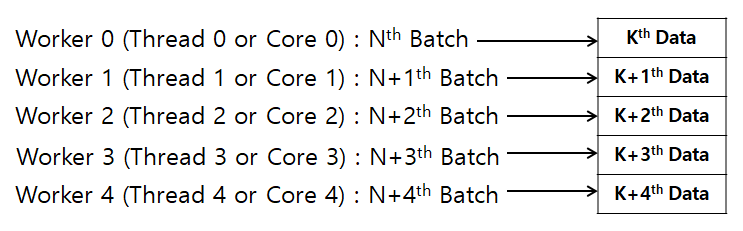 Worker 0 (Thread 0 or Core 0) : Nth Batch Kth Data
Worker 1 (Thread 1 or Core 1) : N+1th Batch K+1th Data
Worker 2 (Thread 2 or Core 2) : N+2th Batch K+2th Data
Worker 3 (Thread 3 or Core 3) : N+3th Batch K+3th Data
Worker 4 (Thread 4 or Core 4) : N+4th Batch K+4th Data